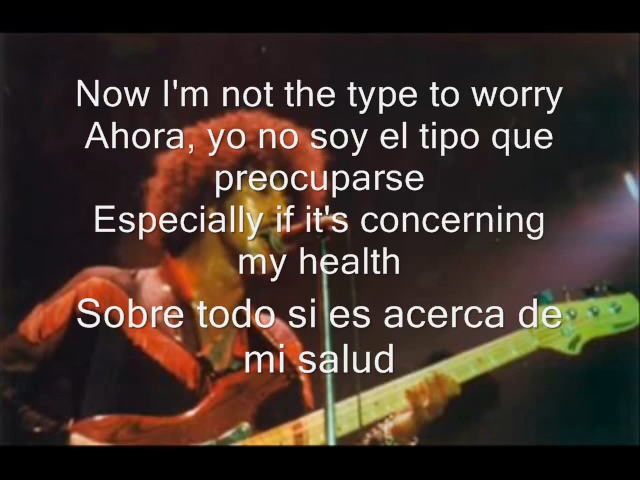 Now I'm not the type to worry
Ahora, yo no soy el tipo que
preocuparse
Especially if it's concerning
my health
Sobre todo si es acerca de
mi salud